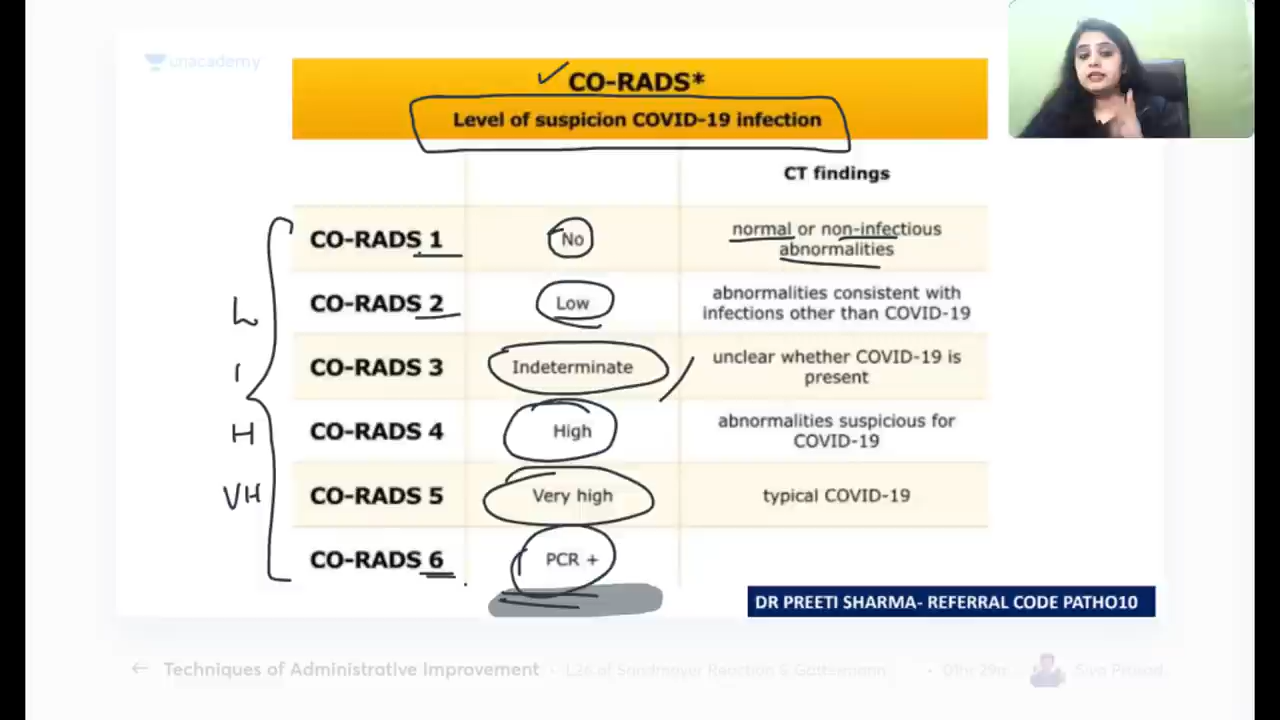 unacademy
CO-RADS*
Level of suspicion COVID-19 infection
CT findings
CO-RADS 1
No
normal or non-infectious
abnormalities
L
CO-RADS 2
Low
abnormalities consistent with
infections other than COVID-19
I
CO-RADS 3
Indeterminate
unclear whether COVID-19 is
present
H
CO-RADS 4
High
abnormalities suspicious for
COVID-19
VH
CO-RADS 5
Very high
typical COVID-19
CO-RADS 6
PCR +
DR PREETI SHARMA- REFERRAL CODE PATHO10
← Techniques of Administrative Improvement